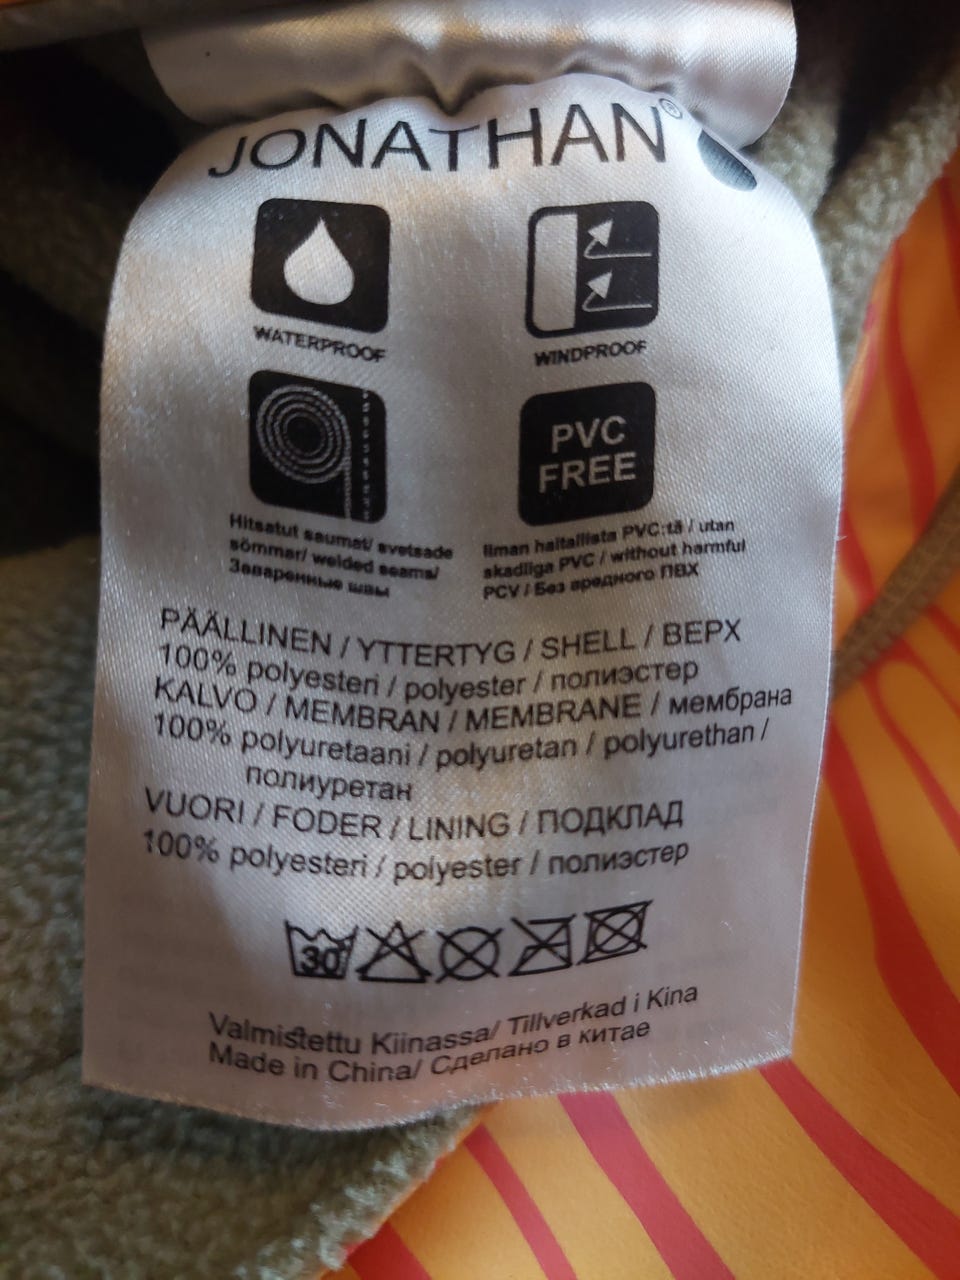 JONATHAN®
WATERPROOF
WINDPROOF
PVC
FREE
Hitsatut saumat/ svetsade
sömmar/ welded seams/
Заваренные швы
Ilman haitallista PVC:tä / utan
skadliga PVC / without harmful
PCV / Без вредного ПВХ
PÄÄLLINEN / YTTERTYG / SHELL / ВЕРХ
100% polyesteri / polyester / полиэстер
KALVO / MEMBRAN / MEMBRANE / мембрана
100% polyuretaani / polyuretan / polyurethan /
полиуретан
VUORI / FODER / LINING / ПОДКЛАД
100% polyesteri / polyester / полиэстер
30
Valmistettu Kiinassa/ Tillverkad i Kina
Made in China/ Сделано в китае